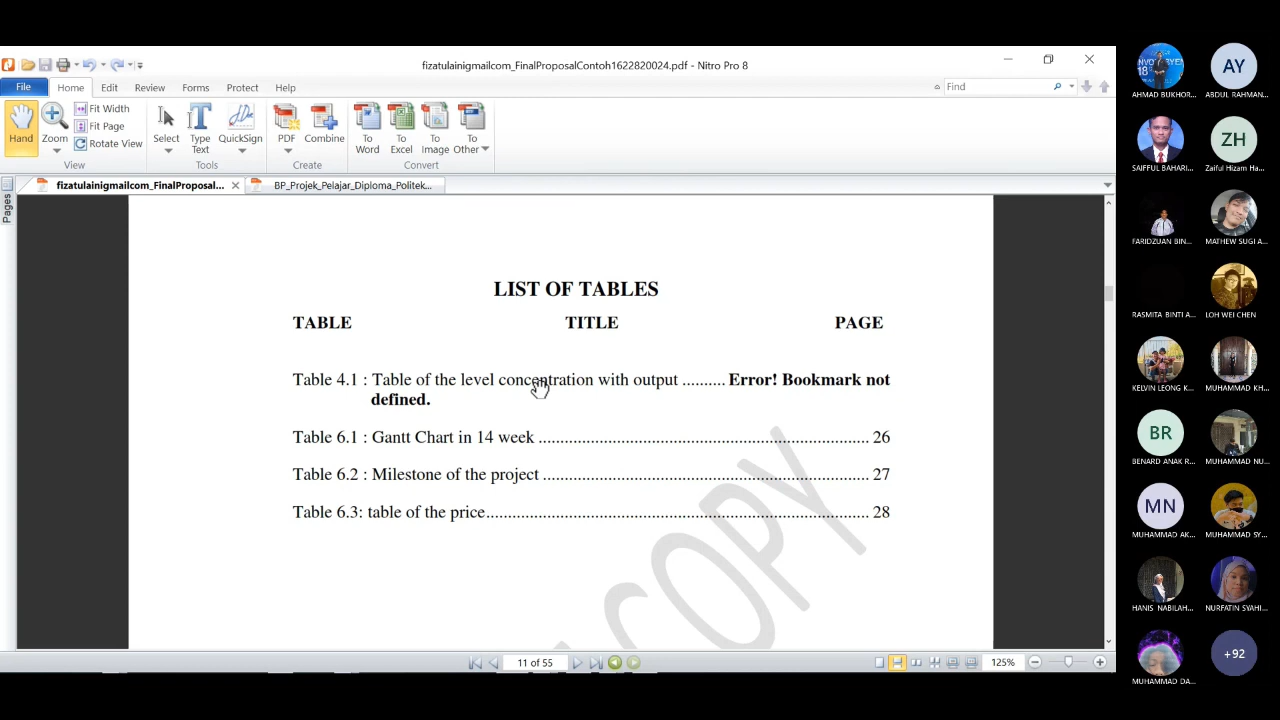 fizatulainigmailcom_FinalProposalContoh1622820024.pdf - Nitro Pro 8
File Home Edit Review Forms Protect Help
Find
Hand
Zoom
Fit Width
Fit Page
Rotate View
View
Select
Type Text
QuickSign
Tools
PDF
Combine
Create
To Word
To Excel
To Image
To Other
Convert
fizatulainigmailcom_FinalProposal...
BP_Projek_Pelajar_Diploma_Politek...
Pages
LIST OF TABLES
TABLE TITLE PAGE
Table 4.1 : Table of the level concentration with output .......... Error! Bookmark not
defined.
Table 6.1 : Gantt Chart in 14 week .......................................................................... 26
Table 6.2 : Milestone of the project ......................................................................... 27
Table 6.3: table of the price..................................................................................... 28
COPY
11 of 55
125%
AHMAD BUKHOR...
AY
ABDUL RAHMAN...
SAIFFUL BAHARI...
ZH
Zaiful Hizam Ha...
FARIDZUAN BIN...
MATHEW SUGI A...
RASMITA BINTI A...
LOH WEI CHEN
KELVIN LEONG K...
MUHAMMAD KH...
BR
BENARD ANAK R...
MUHAMMAD NU...
MN
MUHAMMAD AK...
MUHAMMAD SY...
HANIS NABILAH...
NURFATIN SYAHI...
MUHAMMAD DA...
+92